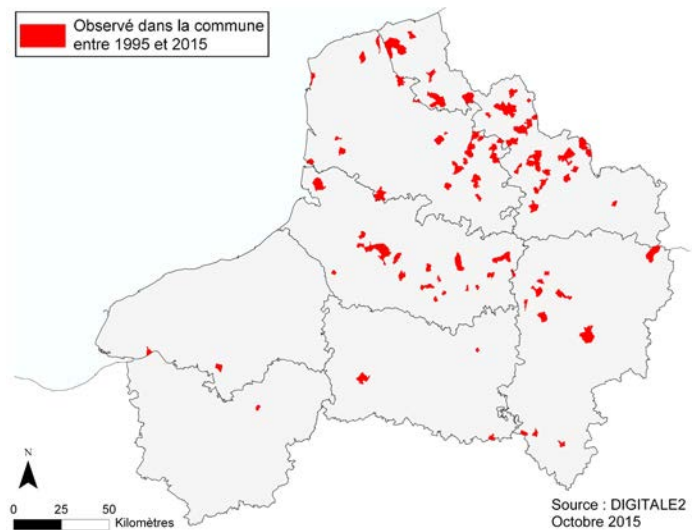 Observé dans la commune
entre 1995 et 2015
N
0 25 50
Kilomètres
Source : DIGITALE2
Octobre 2015